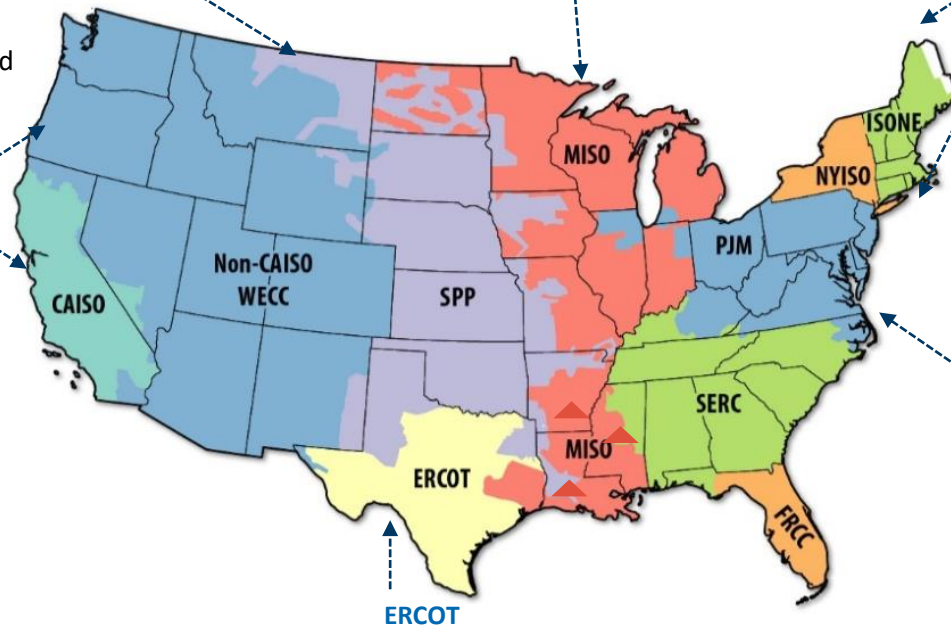 d
ISONE
MISO
NYISO
PJM
Non-CAISO
WECC
SPP
CAISO
SERC
MISO
ERCOT
FRCC
ERCOT